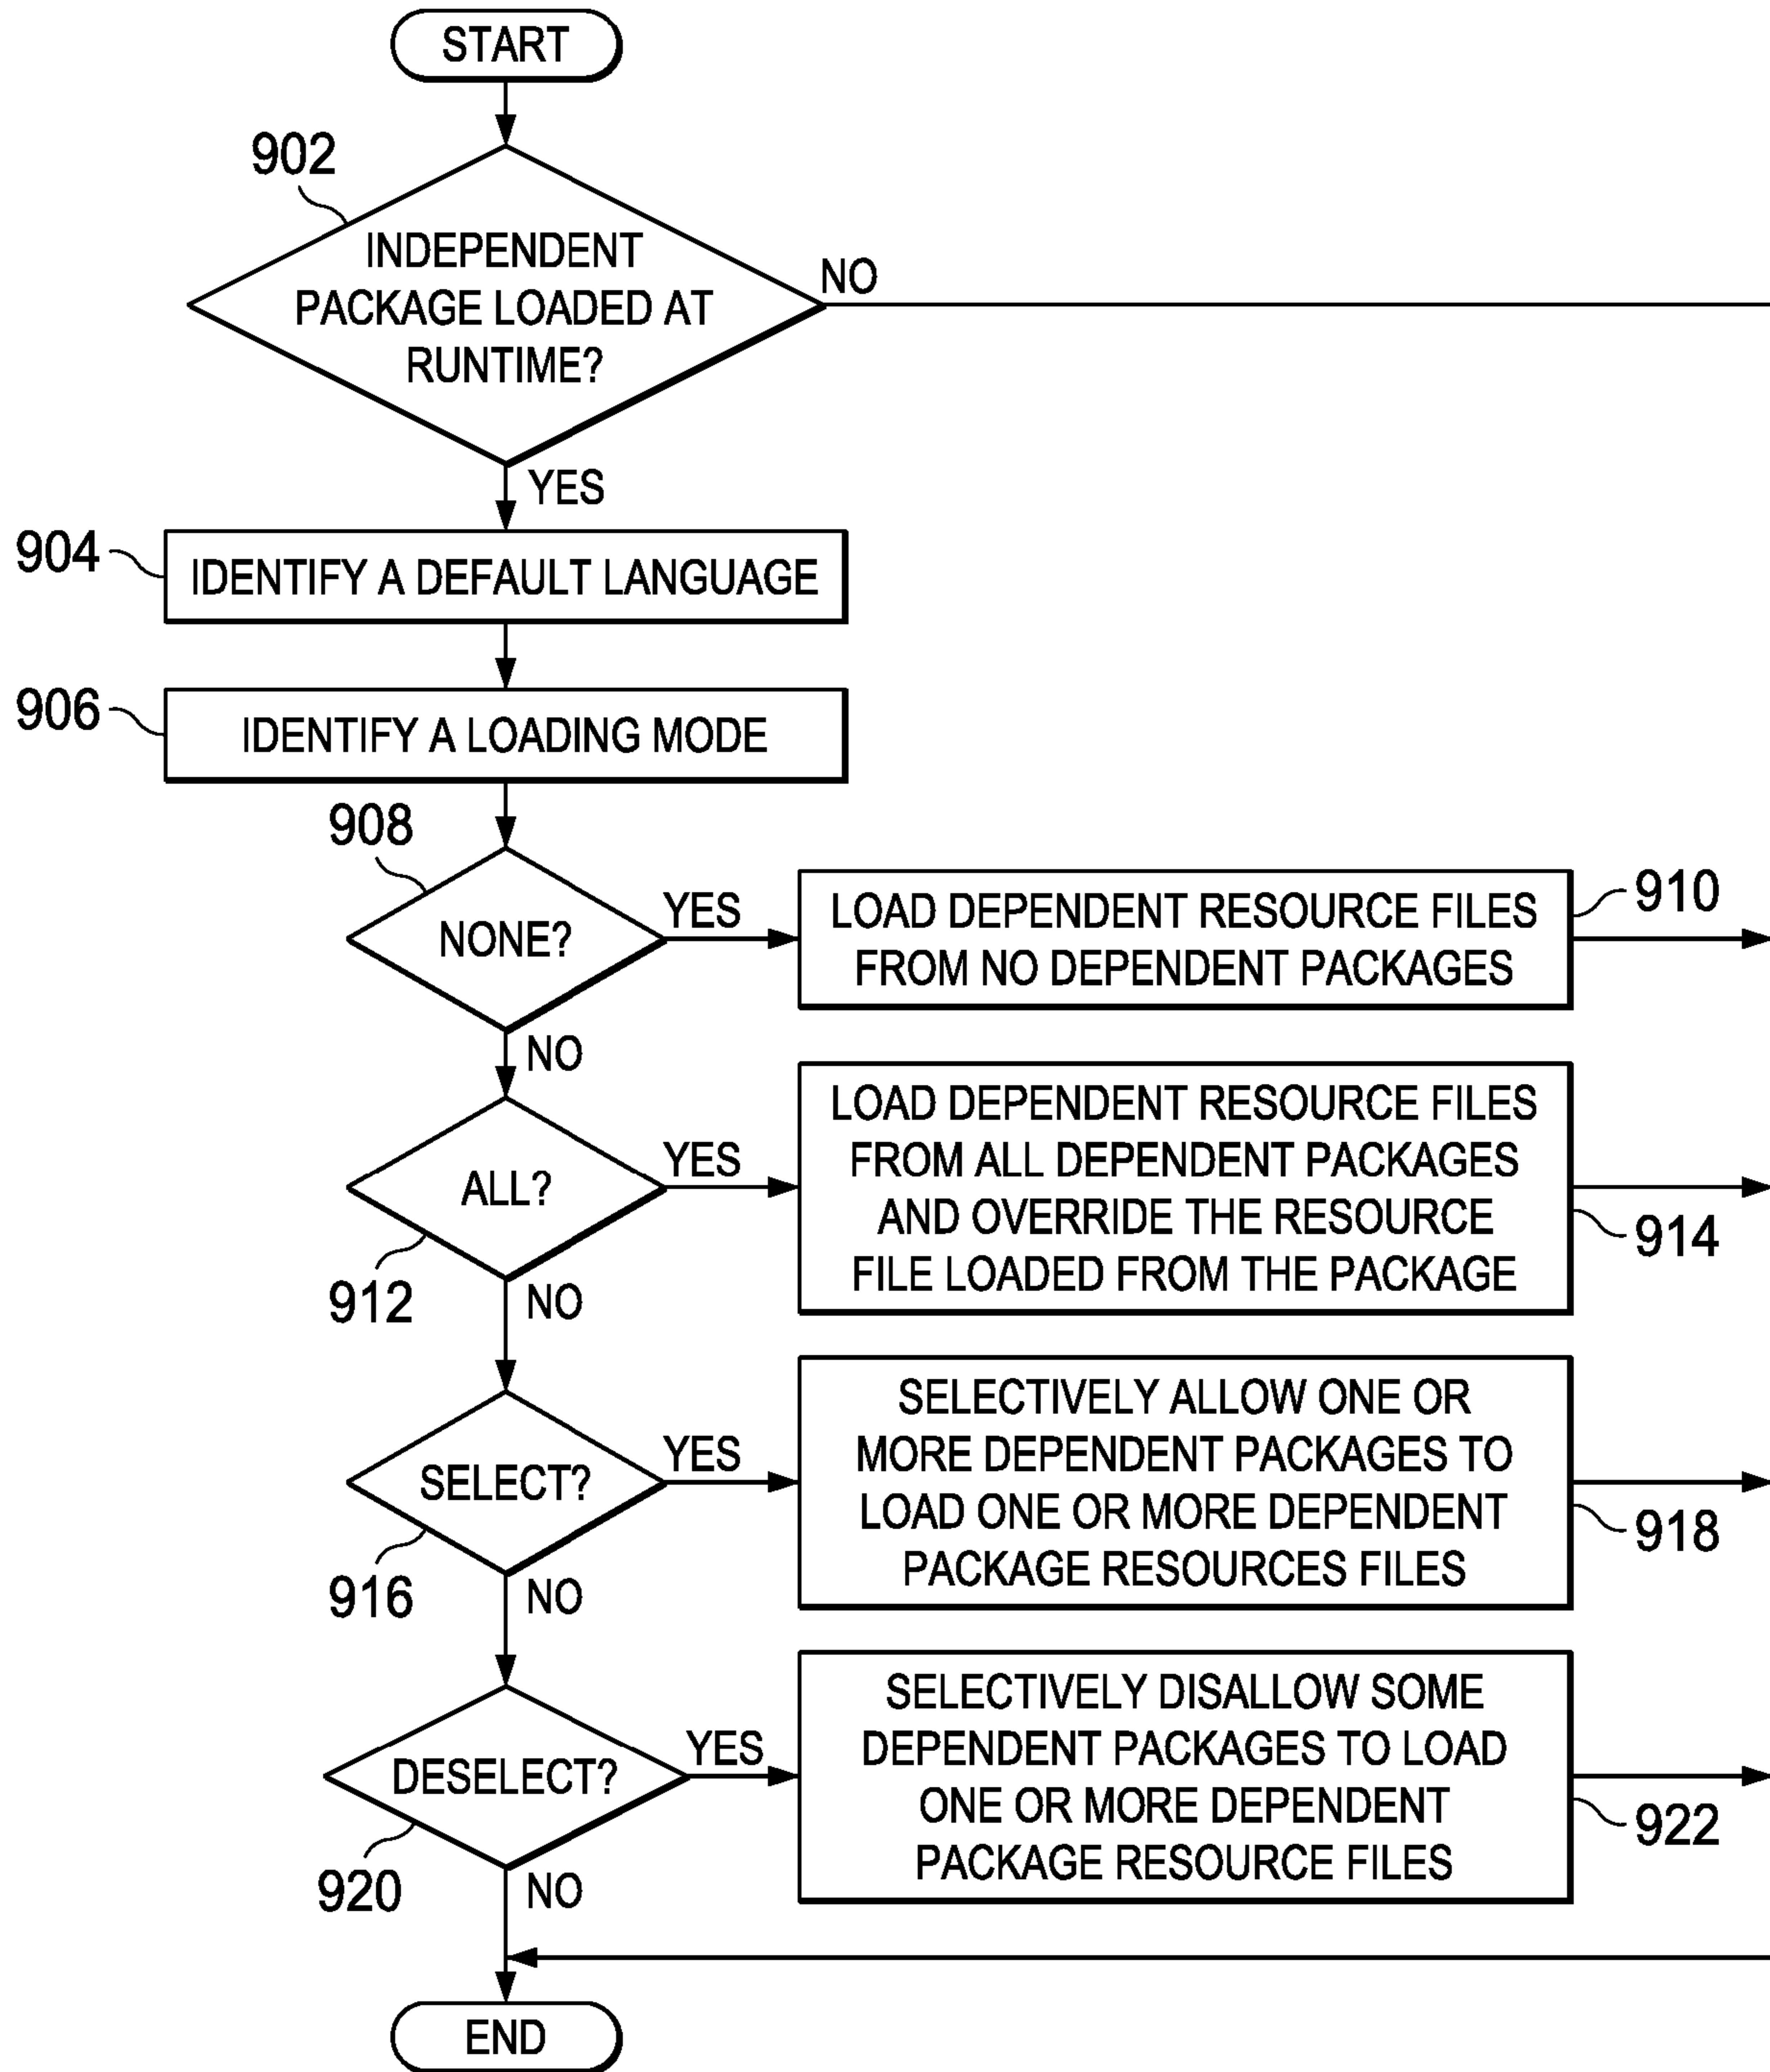 START
902
INDEPENDENT
PACKAGE LOADED AT
RUNTIME?
NO
YES
904
IDENTIFY A DEFAULT LANGUAGE
906
IDENTIFY A LOADING MODE
908
NONE?
YES
LOAD DEPENDENT RESOURCE FILES
FROM NO DEPENDENT PACKAGES
910
NO
ALL?
912
YES
LOAD DEPENDENT RESOURCE FILES
FROM ALL DEPENDENT PACKAGES
AND OVERRIDE THE RESOURCE
FILE LOADED FROM THE PACKAGE
914
NO
SELECT?
916
YES
SELECTIVELY ALLOW ONE OR
MORE DEPENDENT PACKAGES TO
LOAD ONE OR MORE DEPENDENT
PACKAGE RESOURCES FILES
918
NO
DESELECT?
920
YES
SELECTIVELY DISALLOW SOME
DEPENDENT PACKAGES TO LOAD
ONE OR MORE DEPENDENT
PACKAGE RESOURCE FILES
922
NO
END